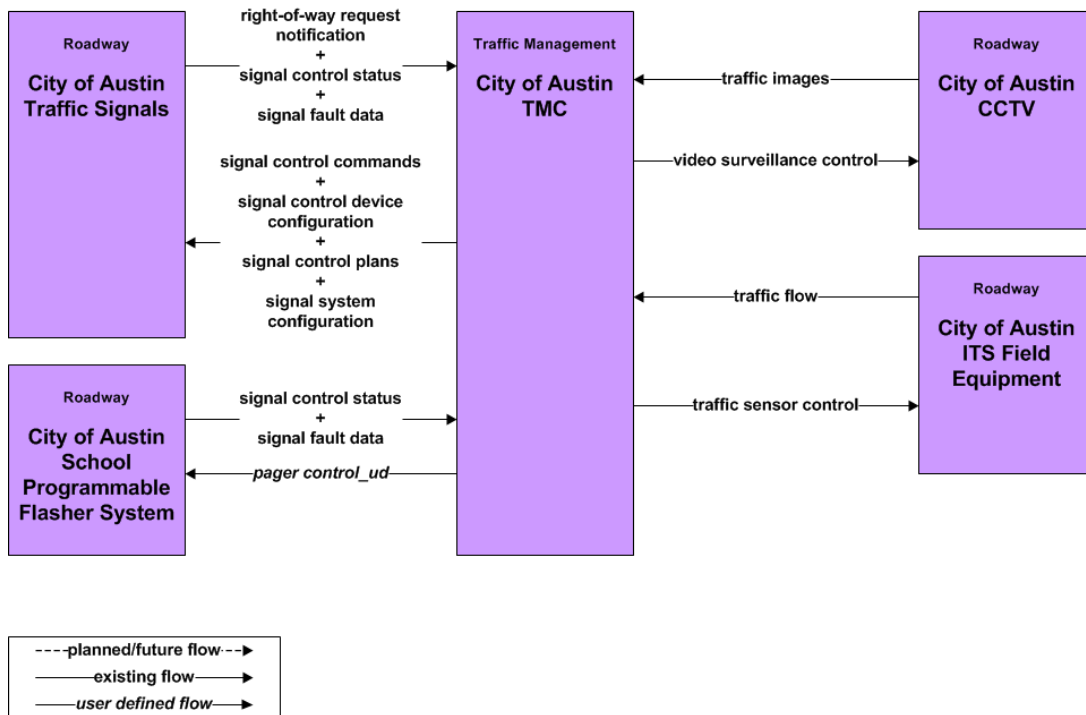 Roadway
City of Austin
Traffic Signals
right-of-way request
notification
+
signal control status
+
signal fault data
signal control commands
+
signal control device
configuration
+
signal control plans
+
signal system
configuration
Traffic Management
City of Austin
TMC
traffic images
video surveillance control
Roadway
City of Austin
CCTV
traffic flow
traffic sensor control
Roadway
City of Austin
ITS Field
Equipment
Roadway
City of Austin
School
Programmable
Flasher System
signal control status
+
signal fault data
pager control_ud
planned/future flow
existing flow
user defined flow